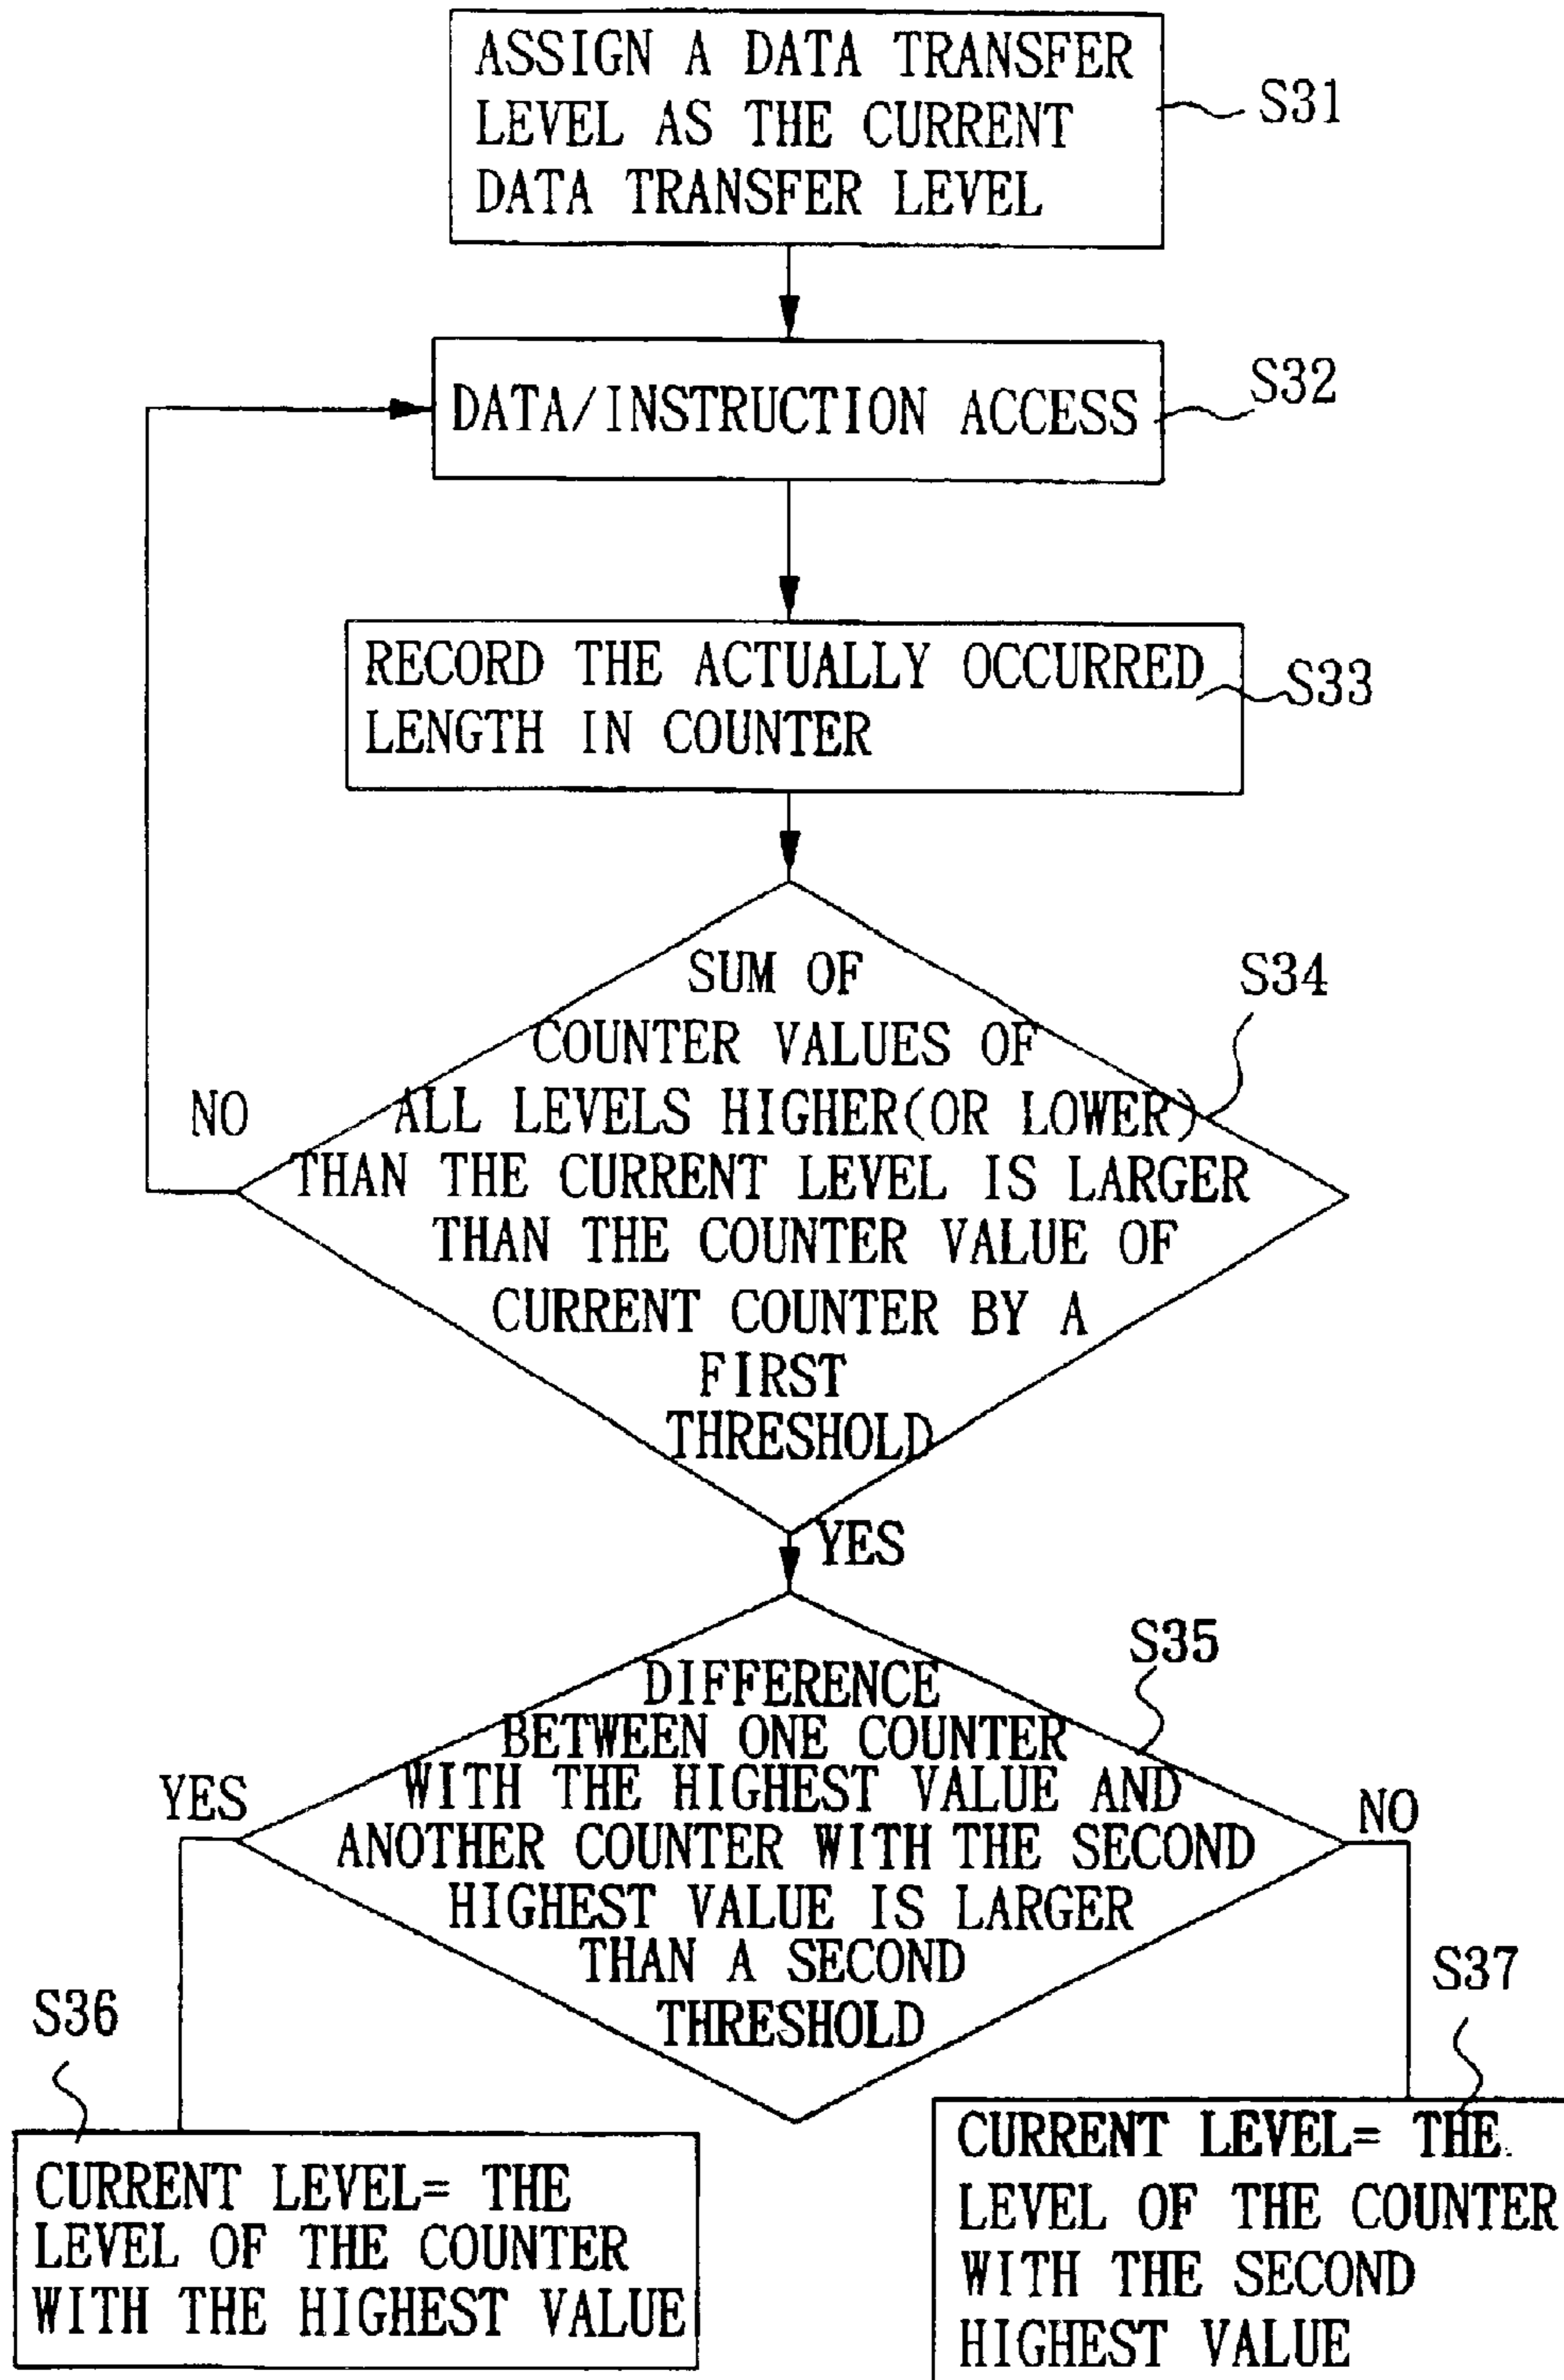 ASSIGN A DATA TRANSFER
LEVEL AS THE CURRENT
DATA TRANSFER LEVEL
S31
DATA/INSTRUCTION ACCESS
S32
RECORD THE ACTUALLY OCCURRED
LENGTH IN COUNTER
S33
SUM OF
COUNTER VALUES OF
ALL LEVELS HIGHER(OR LOWER)
THAN THE CURRENT LEVEL IS LARGER
THAN THE COUNTER VALUE OF
CURRENT COUNTER BY A
FIRST
THRESHOLD
S34
NO
YES
DIFFERENCE
BETWEEN ONE COUNTER
WITH THE HIGHEST VALUE AND
ANOTHER COUNTER WITH THE SECOND
HIGHEST VALUE IS LARGER
THAN A SECOND
THRESHOLD
S35
YES
NO
S36
CURRENT LEVEL= THE
LEVEL OF THE COUNTER
WITH THE HIGHEST VALUE
S37
CURRENT LEVEL= THE
LEVEL OF THE COUNTER
WITH THE SECOND
HIGHEST VALUE